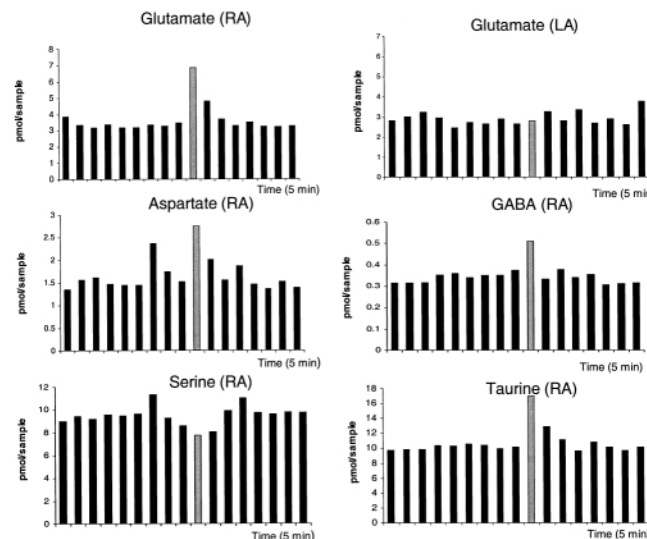 Glutamate (RA)
pmol/sample
8
7
6
5
4
3
2
1
0
Time (5 min)
Glutamate (LA)
pmol/sample
7
6
5
4
3
2
1
0
Time (5 min
Aspartate (RA)
pmol/sample
3
2.5
2
1.5
1
0.5
0
Time (5 min)
GABA (RA)
pmol/sample
0.6
0.5
0.4
0.3
0.2
0.1
0
Time (5 min)
Serine (RA)
pmol/sample
12
10
8
6
4
2
0
Time (5 min)
Taurine (RA)
pmol/sample
18
16
14
12
10
8
6
4
2
0
Time (5 min)